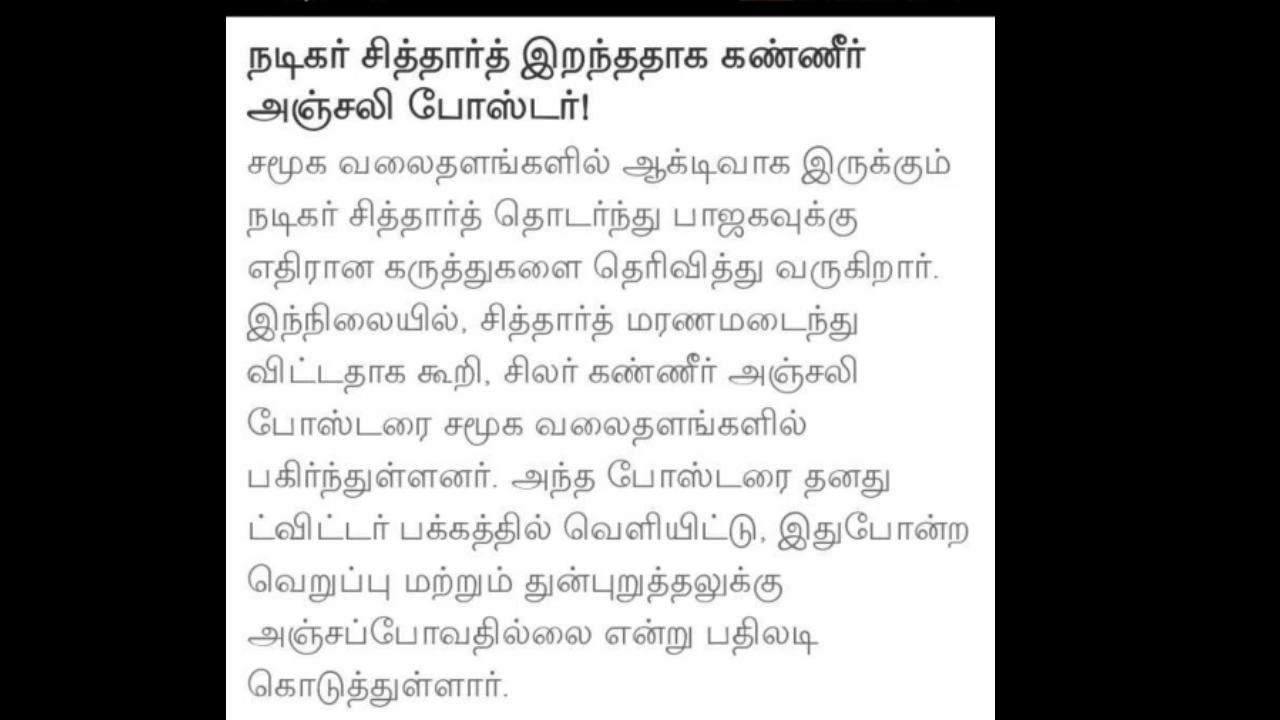 நடிகர் சித்தார்த் இறந்ததாக கண்ணீர்
அஞ்சலி போஸ்டர்!
சமூக வலைதளங்களில் ஆக்டிவாக இருக்கும்
நடிகர் சித்தார்த் தொடர்ந்து பாஜகவுக்கு
எதிரான கருத்துகளை தெரிவித்து வருகிறார்.
இந்நிலையில், சித்தார்த் மரணமடைந்து
விட்டதாக கூறி, சிலர் கண்ணீர் அஞ்சலி
போஸ்டரை சமூக வலைதளங்களில்
பகிர்ந்துள்ளனர். அந்த போஸ்டரை தனது
ட்விட்டர் பக்கத்தில் வெளியிட்டு, இதுபோன்ற
வெறுப்பு மற்றும் துன்புறுத்தலுக்கு
அஞ்சப்போவதில்லை என்று பதிலடி
கொடுத்துள்ளார்.